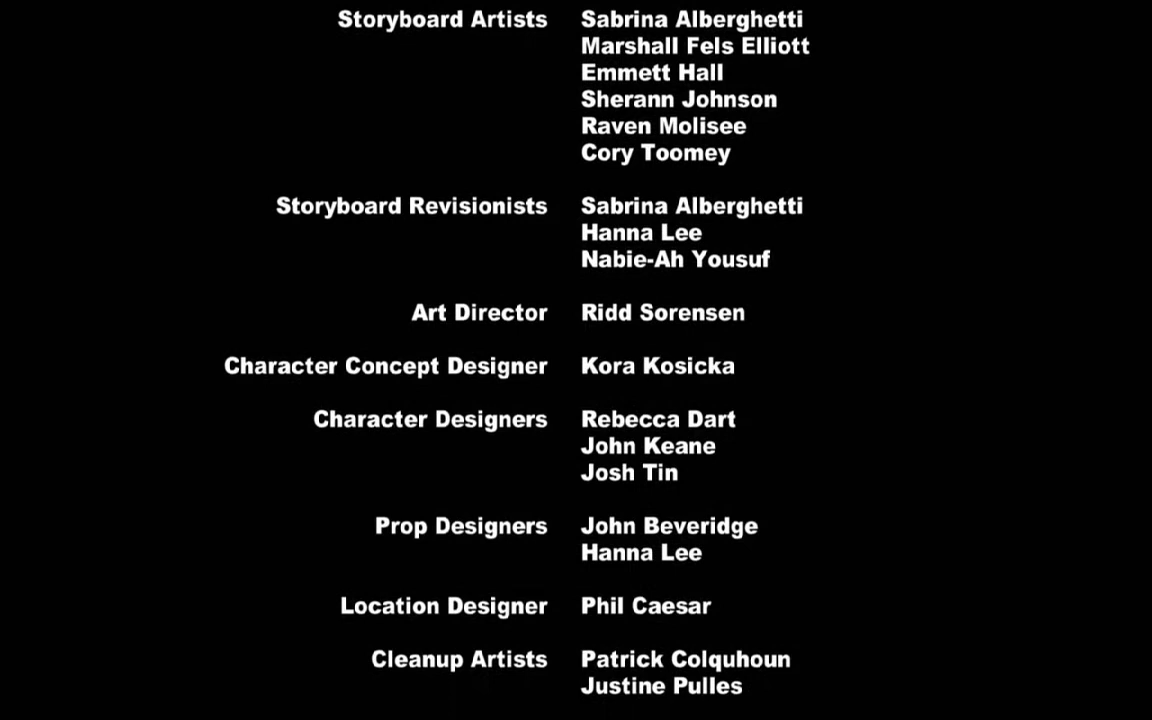 Storyboard Artists Sabrina Alberghetti
Marshall Fels Elliott
Emmett Hall
Sherann Johnson
Raven Molisee
Cory Toomey
Storyboard Revisionists Sabrina Alberghetti
Hanna Lee
Nabie-Ah Yousuf
Art Director Ridd Sorensen
Character Concept Designer Kora Kosicka
Character Designers Rebecca Dart
John Keane
Josh Tin
Prop Designers John Beveridge
Hanna Lee
Location Designer Phil Caesar
Cleanup Artists Patrick Colquhoun
Justine Pulles